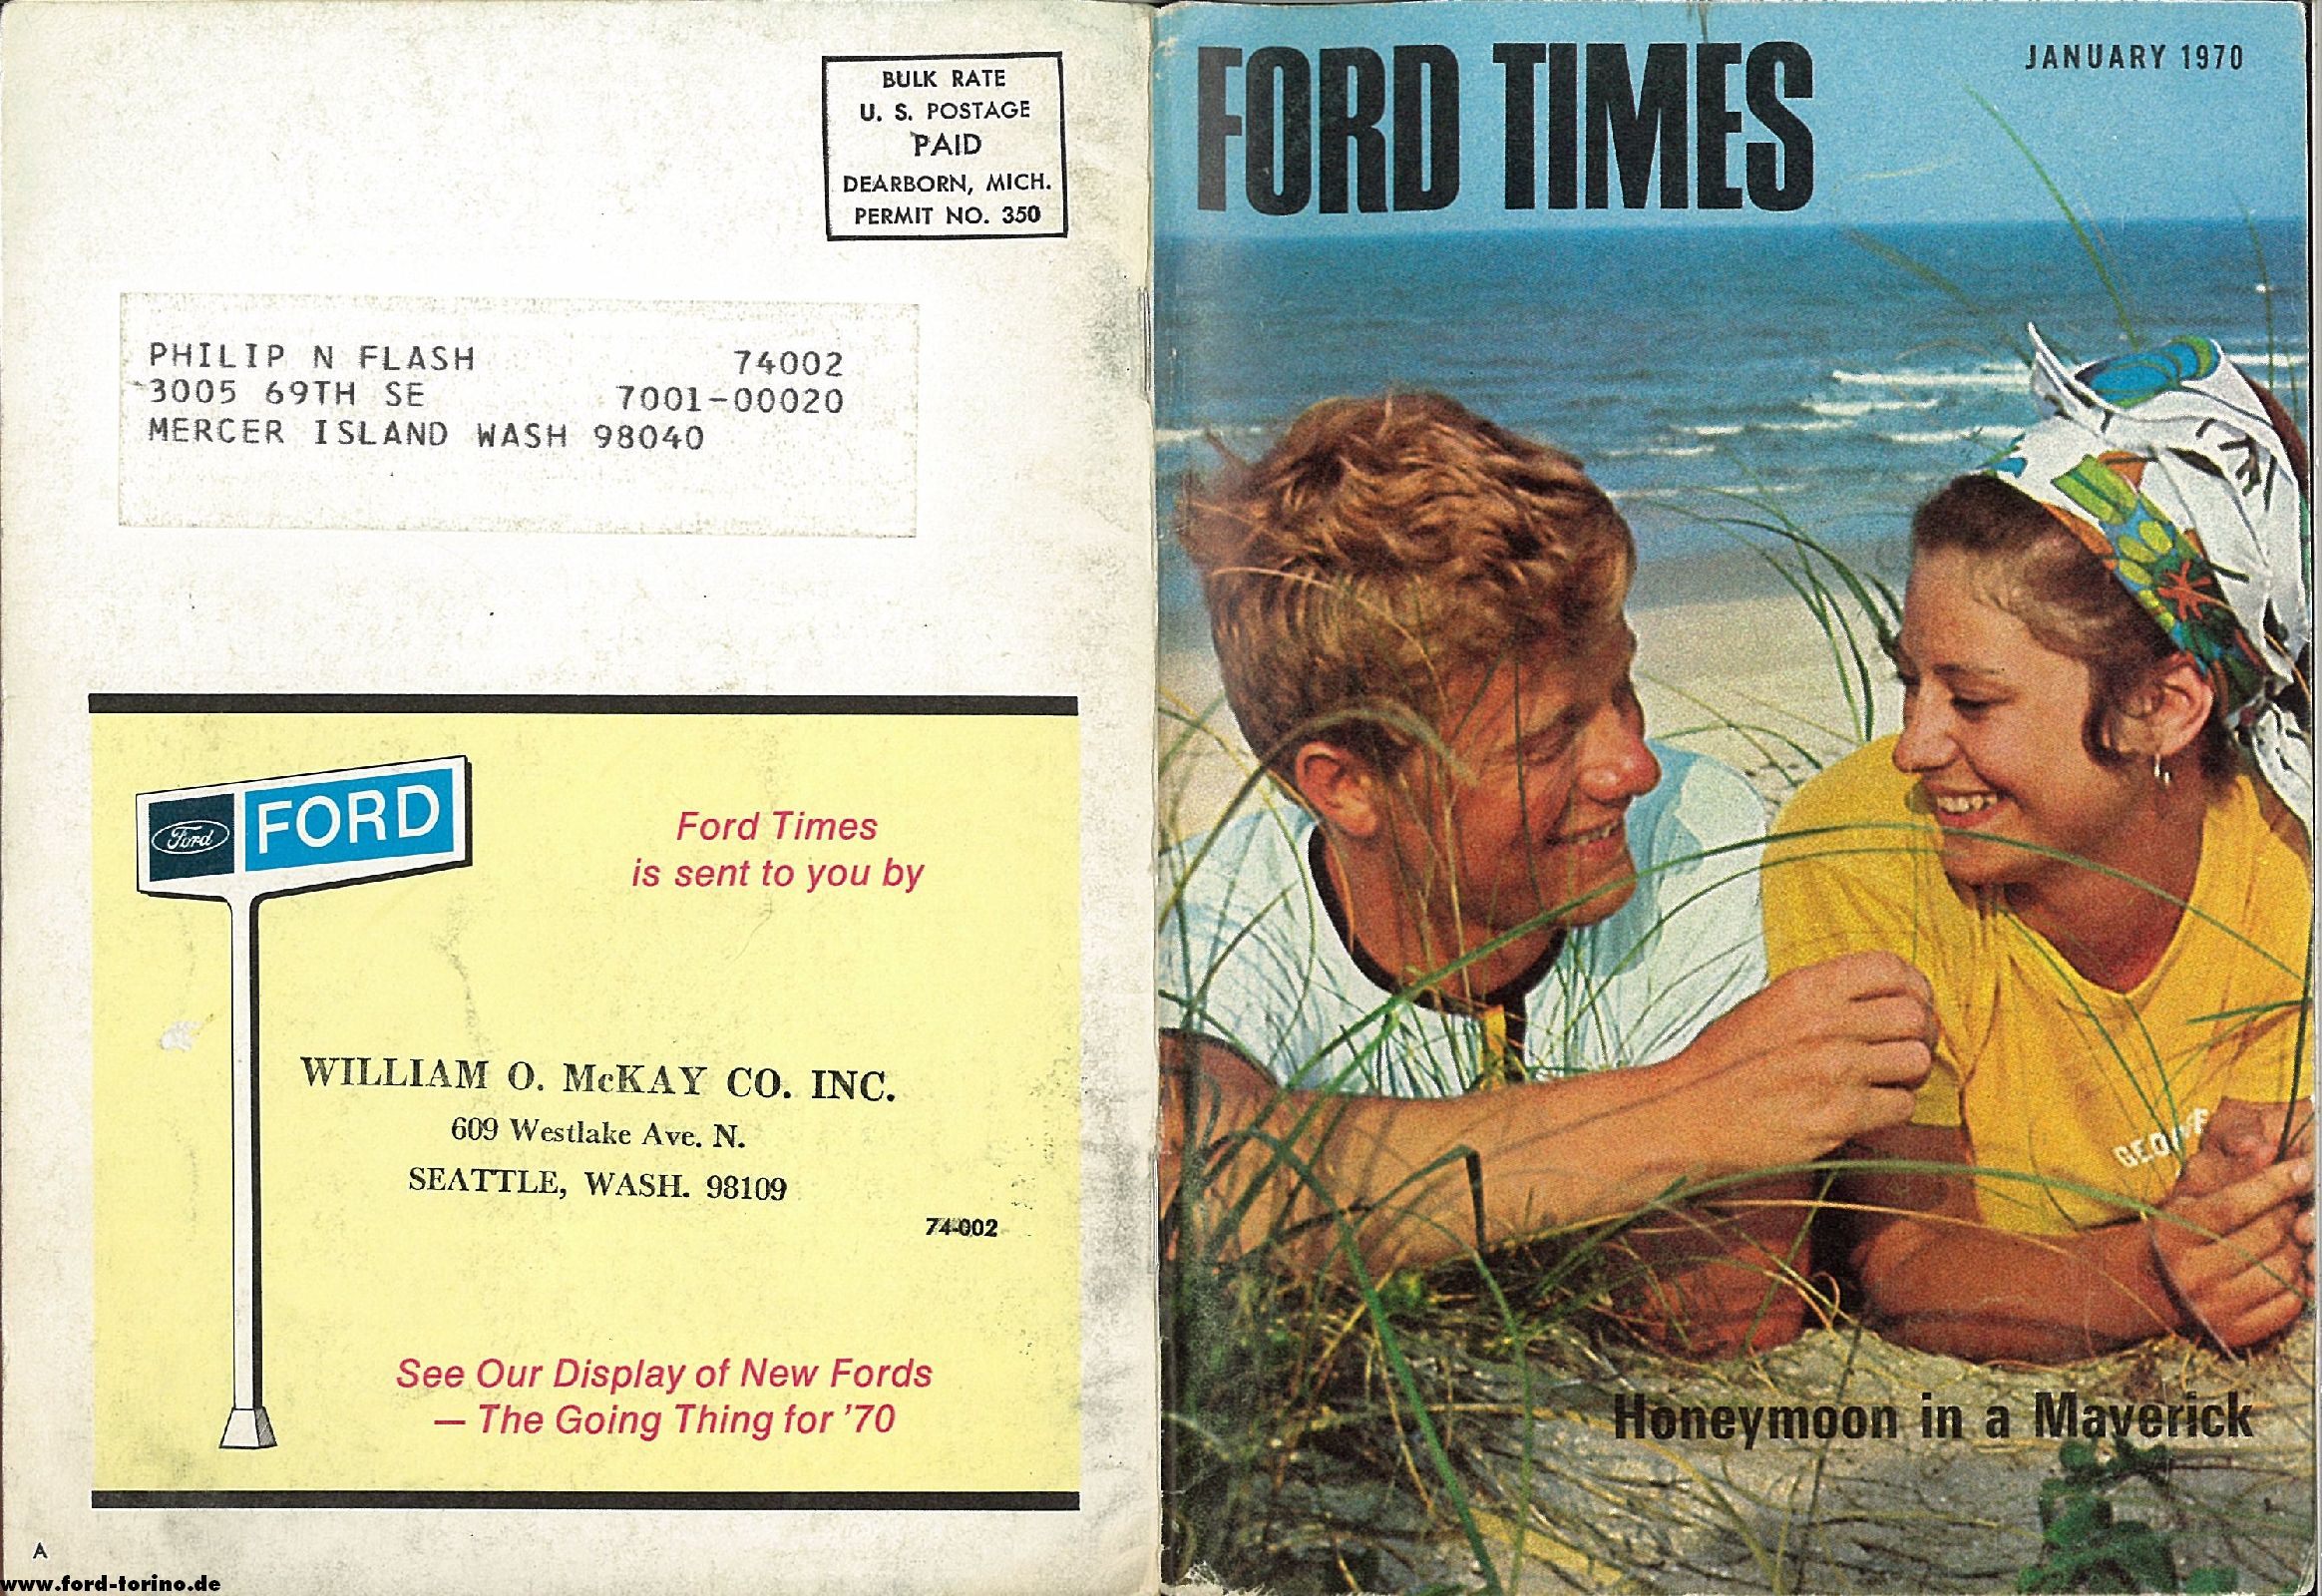 BULK RATE
U. S. POSTAGE
PAID
DEARBORN, MICH.
PERMIT NO. 350
PHILIP N FLASH 74002
3005 69TH SE 7001-00020
MERCER ISLAND WASH 98040
Ford FORD
Ford Times
is sent to you by
WILLIAM O. McKAY CO. INC.
609 Westlake Ave. N.
SEATTLE, WASH. 98109
74-002
See Our Display of New Fords
— The Going Thing for '70
A
www.ford-torino.de
FORD TIMES
JANUARY 1970
Honeymoon in a Maverick